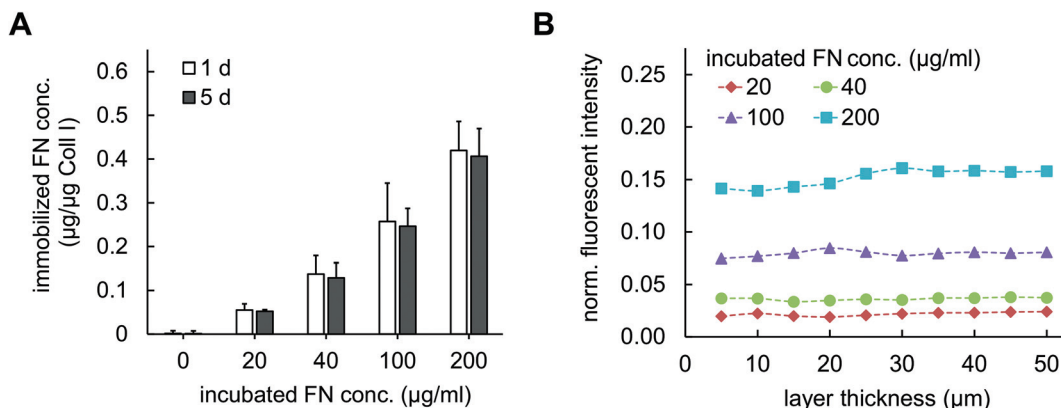 A
immobilized FN conc.
(µg/µg Coll I)
0.6
0.5
0.4
0.3
0.2
0.1
0
1 d
5 d
0 20 40 100 200
incubated FN conc. (µg/ml)
B
norm. fluorescent intensity
0.25
0.20
0.15
0.10
0.05
0.00
incubated FN conc. (µg/ml)
20 40
100 200
0 10 20 30 40 50
layer thickness (µm)